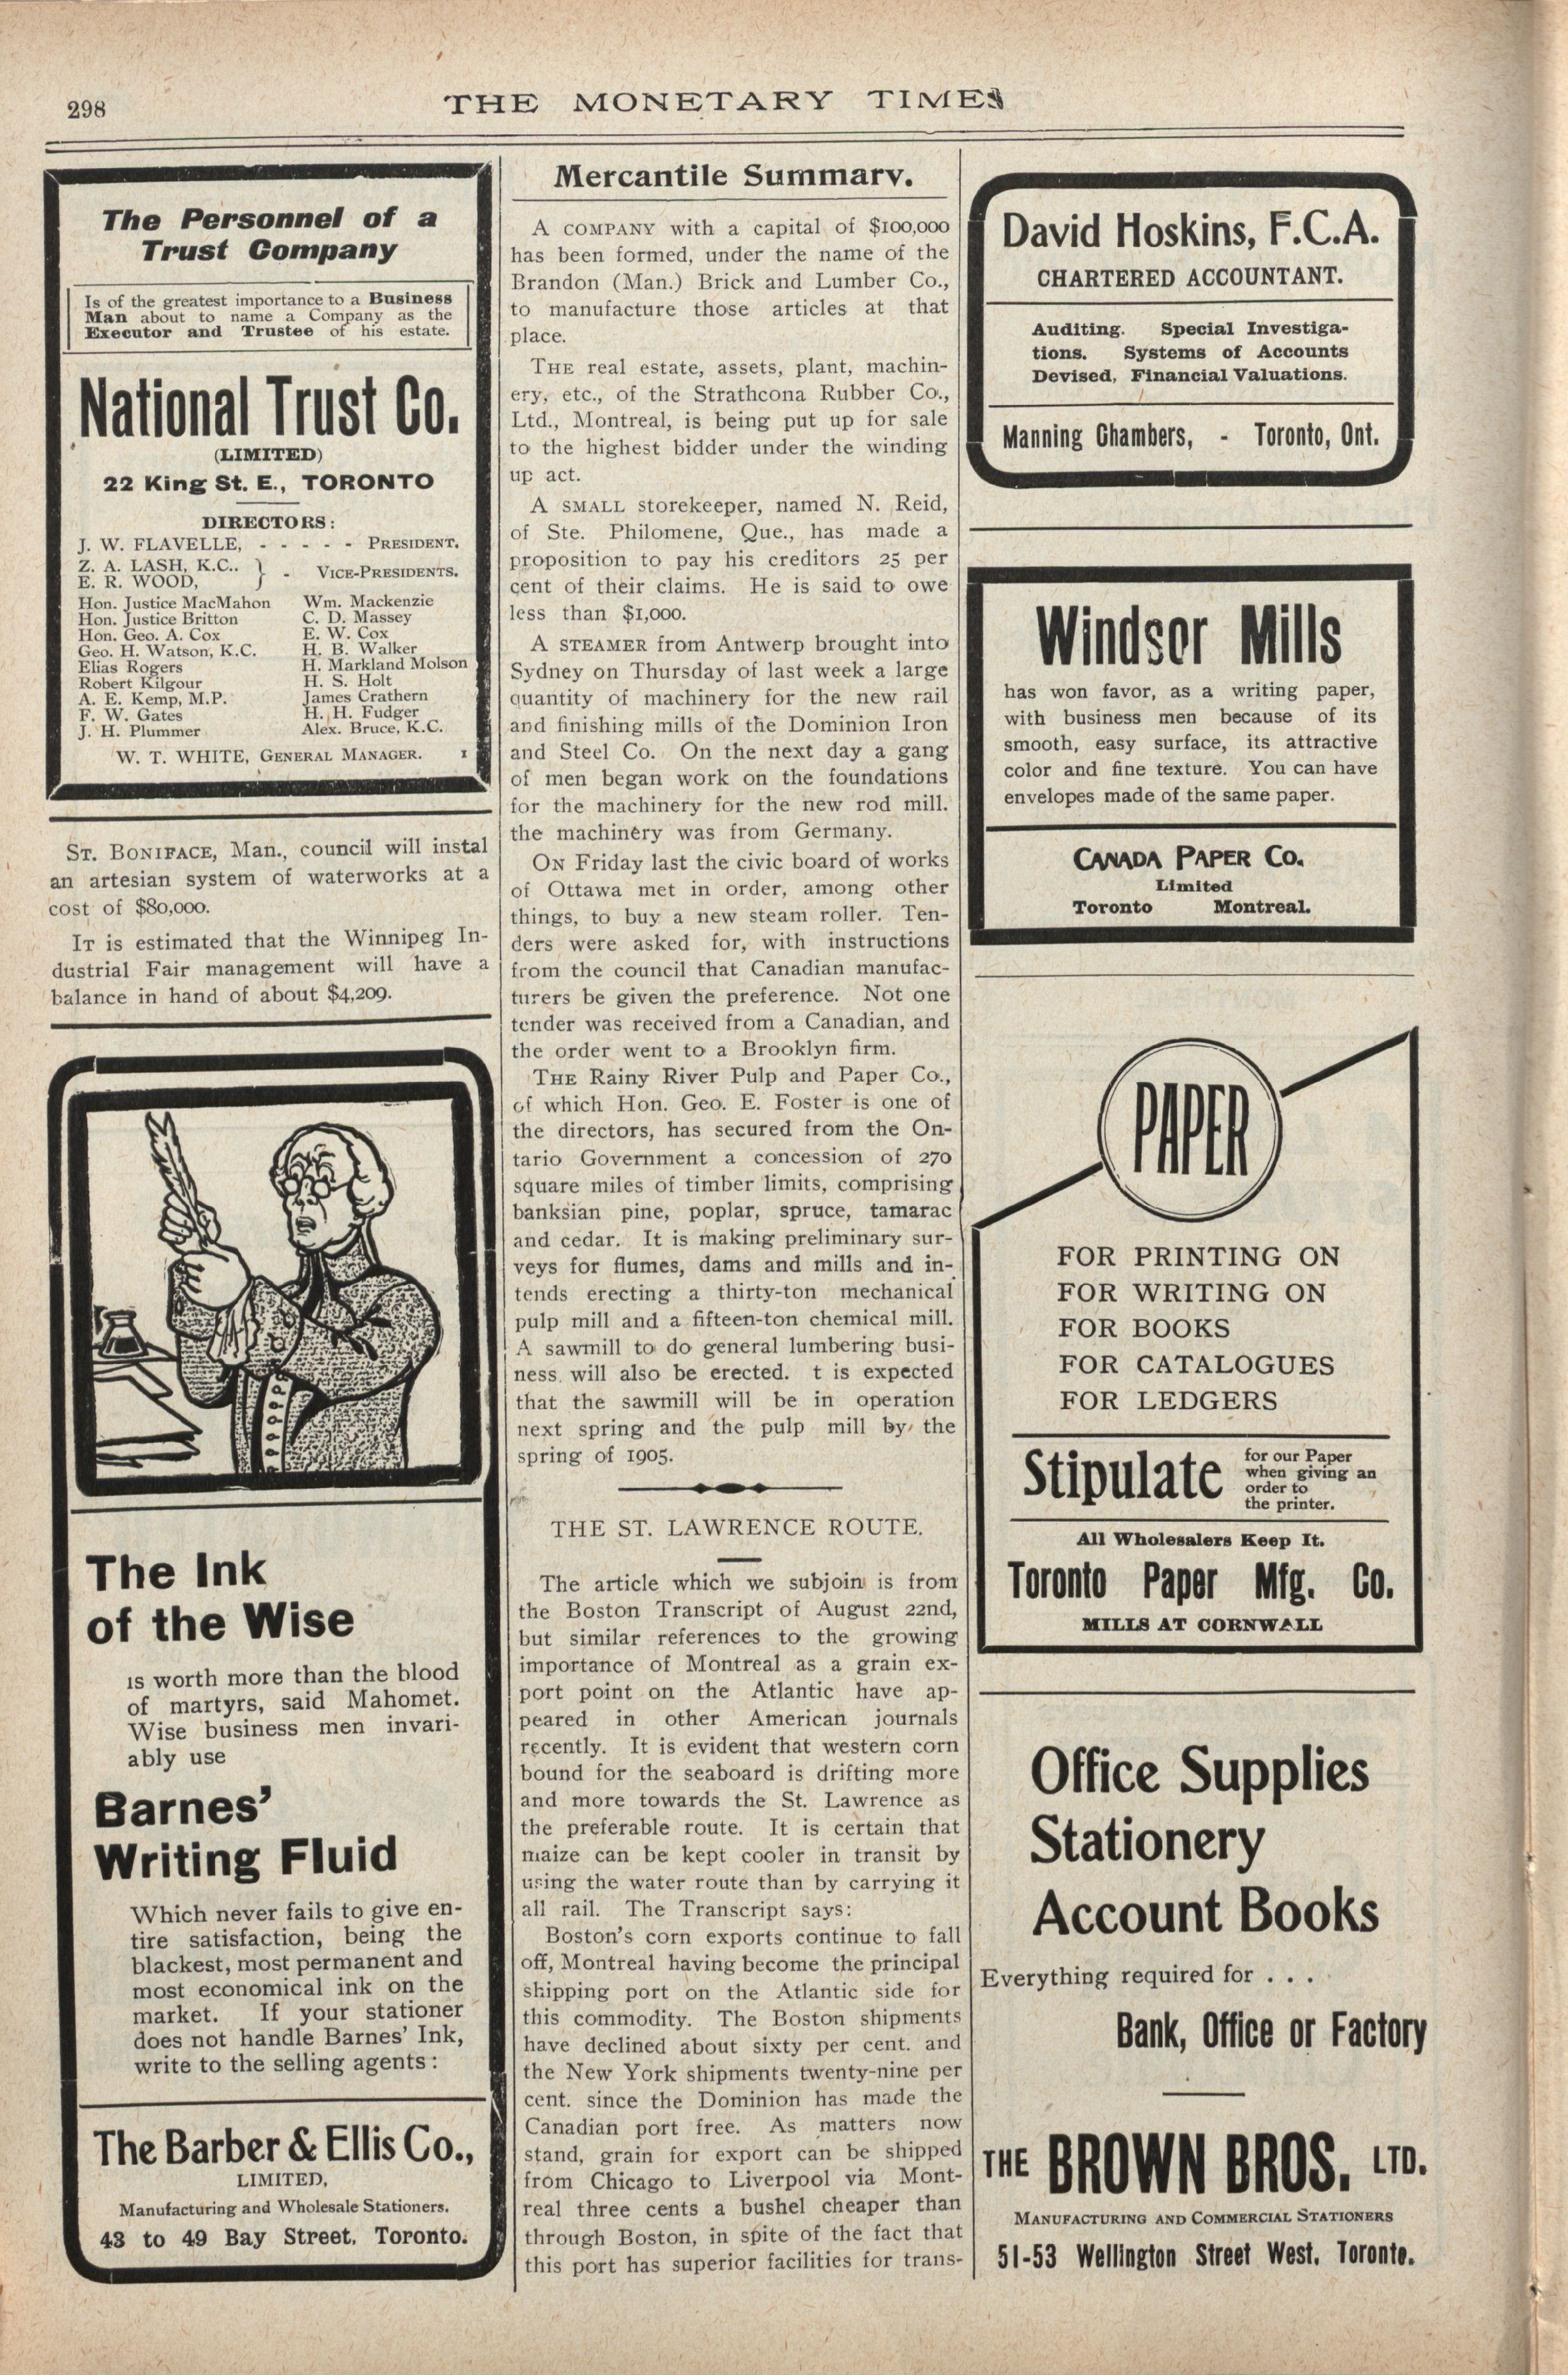 298
THE MONETARY TIMES
The Personnel of a
Trust Company
Is of the greatest importance to a Business
Man about to name a Company as the
Executor and Trustee of his estate.
National Trust Co.
(LIMITED)
22 King St. E., TORONTO
DIRECTORS:
J. W. FLAVELLE, - - - - - PRESIDENT.
Z. A. LASH, K.C.. } - VICE-PRESIDENTS.
E. R. WOOD,
Hon. Justice MacMahon Wm. Mackenzie
Hon. Justice Britton C. D. Massey
Hon. Geo. A. Cox E. W. Cox
Geo. H. Watson, K.C. H. B. Walker
Elias Rogers H. Markland Molson
Robert Kilgour H. S. Holt
A. E. Kemp, M.P. James Crathern
F. W. Gates H. H. Fudger
J. H. Plummer Alex. Bruce, K.C.
W. T. WHITE, GENERAL MANAGER. 1
ST. BONIFACE, Man., council will instal
an artesian system of waterworks at a
cost of $80,000.
IT is estimated that the Winnipeg In-
dustrial Fair management will have a
balance in hand of about $4,209.
The Ink
of the Wise
is worth more than the blood
of martyrs, said Mahomet.
Wise business men invari-
ably use
Barnes'
Writing Fluid
Which never fails to give en-
tire satisfaction, being the
blackest, most permanent and
most economical ink on the
market. If your stationer
does not handle Barnes' Ink,
write to the selling agents:
The Barber & Ellis Co.,
LIMITED,
Manufacturing and Wholesale Stationers.
43 to 49 Bay Street, Toronto.
Mercantile Summary.
A COMPANY with a capital of $100,000
has been formed, under the name of the
Brandon (Man.) Brick and Lumber Co.,
to manufacture those articles at that
place.
THE real estate, assets, plant, machin-
ery, etc., of the Strathcona Rubber Co.,
Ltd., Montreal, is being put up for sale
to the highest bidder under the winding
up act.
A SMALL storekeeper, named N. Reid,
of Ste. Philomene, Que., has made a
proposition to pay his creditors 25 per
cent of their claims. He is said to owe
less than $1,000.
A STEAMER from Antwerp brought into
Sydney on Thursday of last week a large
quantity of machinery for the new rail
and finishing mills of the Dominion Iron
and Steel Co. On the next day a gang
of men began work on the foundations
for the machinery for the new rod mill.
the machinery was from Germany.
ON Friday last the civic board of works
of Ottawa met in order, among other
things, to buy a new steam roller. Ten-
ders were asked for, with instructions
from the council that Canadian manufac-
turers be given the preference. Not one
tender was received from a Canadian, and
the order went to a Brooklyn firm.
THE Rainy River Pulp and Paper Co.,
of which Hon. Geo. E. Foster is one of
the directors, has secured from the On-
tario Government a concession of 270
square miles of timber limits, comprising
banksian pine, poplar, spruce, tamarac
and cedar. It is making preliminary sur-
veys for flumes, dams and mills and in-
tends erecting a thirty-ton mechanical
pulp mill and a fifteen-ton chemical mill.
A sawmill to do general lumbering busi-
ness will also be erected. t is expected
that the sawmill will be in operation
next spring and the pulp mill by the
spring of 1905.
THE ST. LAWRENCE ROUTE.
The article which we subjoin is from
the Boston Transcript of August 22nd,
but similar references to the growing
importance of Montreal as a grain ex-
port point on the Atlantic have ap-
peared in other American journals
recently. It is evident that western corn
bound for the seaboard is drifting more
and more towards the St. Lawrence as
the preferable route. It is certain that
maize can be kept cooler in transit by
using the water route than by carrying it
all rail. The Transcript says:
Boston's corn exports continue to fall
off, Montreal having become the principal
shipping port on the Atlantic side for
this commodity. The Boston shipments
have declined about sixty per cent. and
the New York shipments twenty-nine per
cent. since the Dominion has made the
Canadian port free. As matters now
stand, grain for export can be shipped
from Chicago to Liverpool via Mont-
real three cents a bushel cheaper than
through Boston, in spite of the fact that
this port has superior facilities for trans-
David Hoskins, F.C.A.
CHARTERED ACCOUNTANT.
Auditing. Special Investiga-
tions. Systems of Accounts
Devised, Financial Valuations.
Manning Chambers, - Toronto, Ont.
Windsor Mills
has won favor, as a writing paper,
with business men because of its
smooth, easy surface, its attractive
color and fine texture. You can have
envelopes made of the same paper.
CANADA PAPER CO.
Limited
Toronto Montreal.
PAPER
FOR PRINTING ON
FOR WRITING ON
FOR BOOKS
FOR CATALOGUES
FOR LEDGERS
Stipulate for our Paper
when giving an
order to
the printer.
All Wholesalers Keep It.
Toronto Paper Mfg. Co.
MILLS AT CORNWALL
Office Supplies
Stationery
Account Books
Everything required for . . .
Bank, Office or Factory
THE BROWN BROS. LTD.
MANUFACTURING AND COMMERCIAL STATIONERS
51-53 Wellington Street West, Toronto.